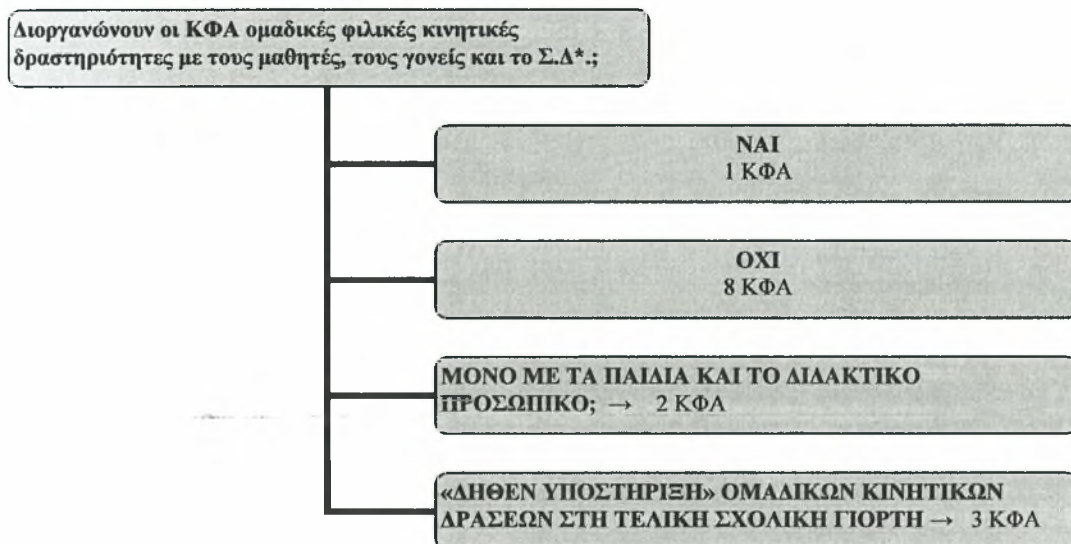 Διοργανώνουν οι ΚΦΑ ομαδικές φιλικές κινητικές
δραστηριότητες με τους μαθητές, τους γονείς και το Σ.Δ*.;
ΝΑΙ
1 ΚΦΑ
ΟΧΙ
8 ΚΦΑ
ΜΟΝΟ ΜΕ ΤΑ ΠΑΙΔΙΑ ΚΑΙ ΤΟ ΔΙΔΑΚΤΙΚΟ
ΠΡΟΣΩΠΙΚΟ; → 2 ΚΦΑ
«ΔΗΘΕΝ ΥΠΟΣΤΗΡΙΞΗ» ΟΜΑΔΙΚΩΝ ΚΙΝΗΤΙΚΩΝ
ΔΡΑΣΕΩΝ ΣΤΗ ΤΕΛΙΚΗ ΣΧΟΛΙΚΗ ΓΙΟΡΤΗ → 3 ΚΦΑ